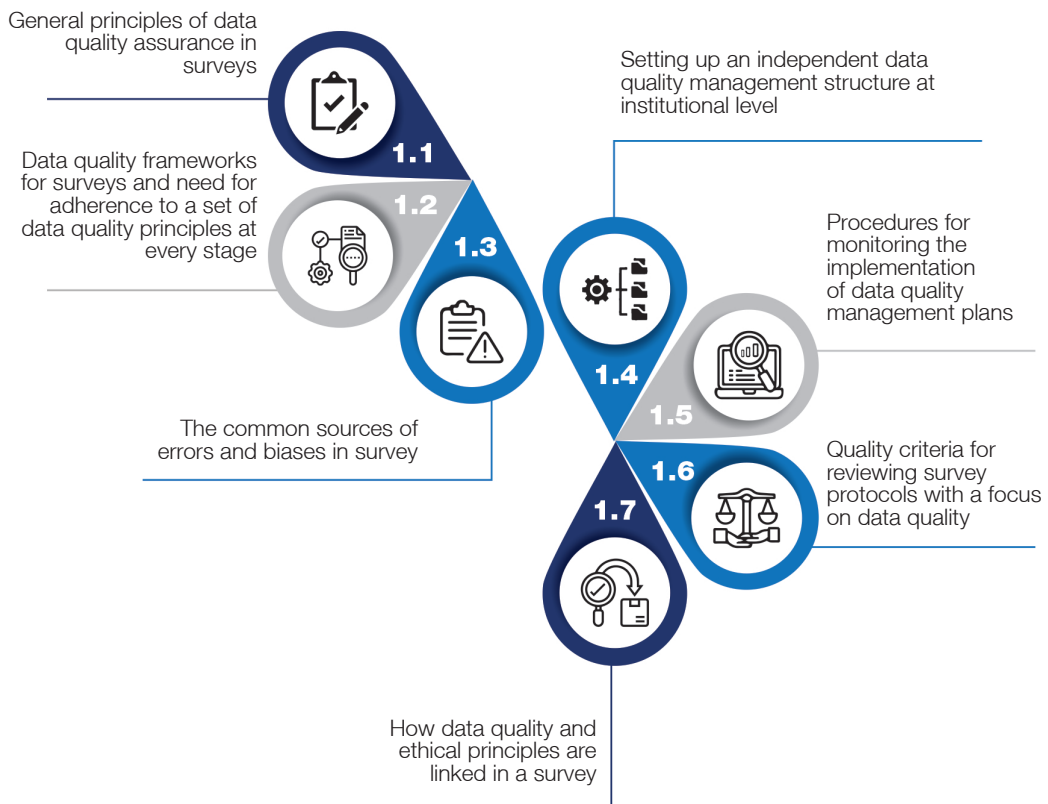 General principles of data
quality assurance in
surveys
1.1
Data quality frameworks
for surveys and need for
adherence to a set of
data quality principles at
every stage
1.2
1.3
The common sources of
errors and biases in survey
Setting up an independent data
quality management structure at
institutional level
1.4
Procedures for
monitoring the
implementation
of data quality
management plans
1.5
Quality criteria for
reviewing survey
protocols with a focus
on data quality
1.6
1.7
How data quality and
ethical principles are
linked in a survey